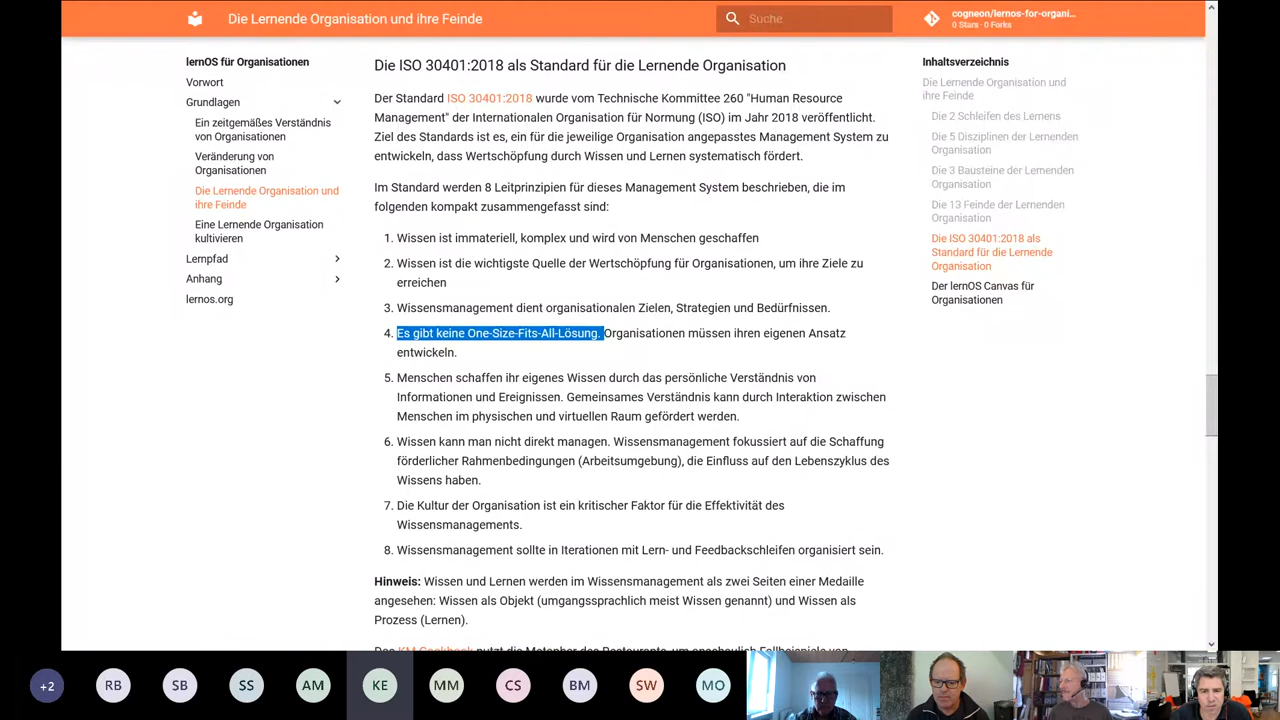 Die Lernende Organisation und ihre Feinde
Suche
cogneon/lernos-for-organi...
0 Stars · 0 Forks
lernOS für Organisationen
Vorwort
Grundlagen
Ein zeitgemäßes Verständnis
von Organisationen
Veränderung von
Organisationen
Die Lernende Organisation und
ihre Feinde
Eine Lernende Organisation
kultivieren
Lernpfad
Anhang
lernos.org
Die ISO 30401:2018 als Standard für die Lernende Organisation
Der Standard ISO 30401:2018 wurde vom Technische Kommittee 260 "Human Resource
Management" der Internationalen Organisation für Normung (ISO) im Jahr 2018 veröffentlicht.
Ziel des Standards ist es, ein für die jeweilige Organisation angepasstes Management System zu
entwickeln, dass Wertschöpfung durch Wissen und Lernen systematisch fördert.
Im Standard werden 8 Leitprinzipien für dieses Management System beschrieben, die im
folgenden kompakt zusammengefasst sind:
1. Wissen ist immateriell, komplex und wird von Menschen geschaffen
2. Wissen ist die wichtigste Quelle der Wertschöpfung für Organisationen, um ihre Ziele zu
erreichen
3. Wissensmanagement dient organisationalen Zielen, Strategien und Bedürfnissen.
4. Es gibt keine One-Size-Fits-All-Lösung. Organisationen müssen ihren eigenen Ansatz
entwickeln.
5. Menschen schaffen ihr eigenes Wissen durch das persönliche Verständnis von
Informationen und Ereignissen. Gemeinsames Verständnis kann durch Interaktion zwischen
Menschen im physischen und virtuellen Raum gefördert werden.
6. Wissen kann man nicht direkt managen. Wissensmanagement fokussiert auf die Schaffung
förderlicher Rahmenbedingungen (Arbeitsumgebung), die Einfluss auf den Lebenszyklus des
Wissens haben.
7. Die Kultur der Organisation ist ein kritischer Faktor für die Effektivität des
Wissensmanagements.
8. Wissensmanagement sollte in Iterationen mit Lern- und Feedbackschleifen organisiert sein.
Hinweis: Wissen und Lernen werden im Wissensmanagement als zwei Seiten einer Medaille
angesehen: Wissen als Objekt (umgangssprachlich meist Wissen genannt) und Wissen als
Prozess (Lernen).
Das KM Cookbook nutzt die Metapher des Restaurants, um anschaulich Fallbeispiele von
Inhaltsverzeichnis
Die Lernende Organisation und
ihre Feinde
Die 2 Schleifen des Lernens
Die 5 Disziplinen der Lernenden
Organisation
Die 3 Bausteine der Lernenden
Organisation
Die 13 Feinde der Lernenden
Organisation
Die ISO 30401:2018 als
Standard für die Lernende
Organisation
Der lernOS Canvas für
Organisationen
+2
RB
SB
SS
AM
KE
MM
CS
BM
SW
MO